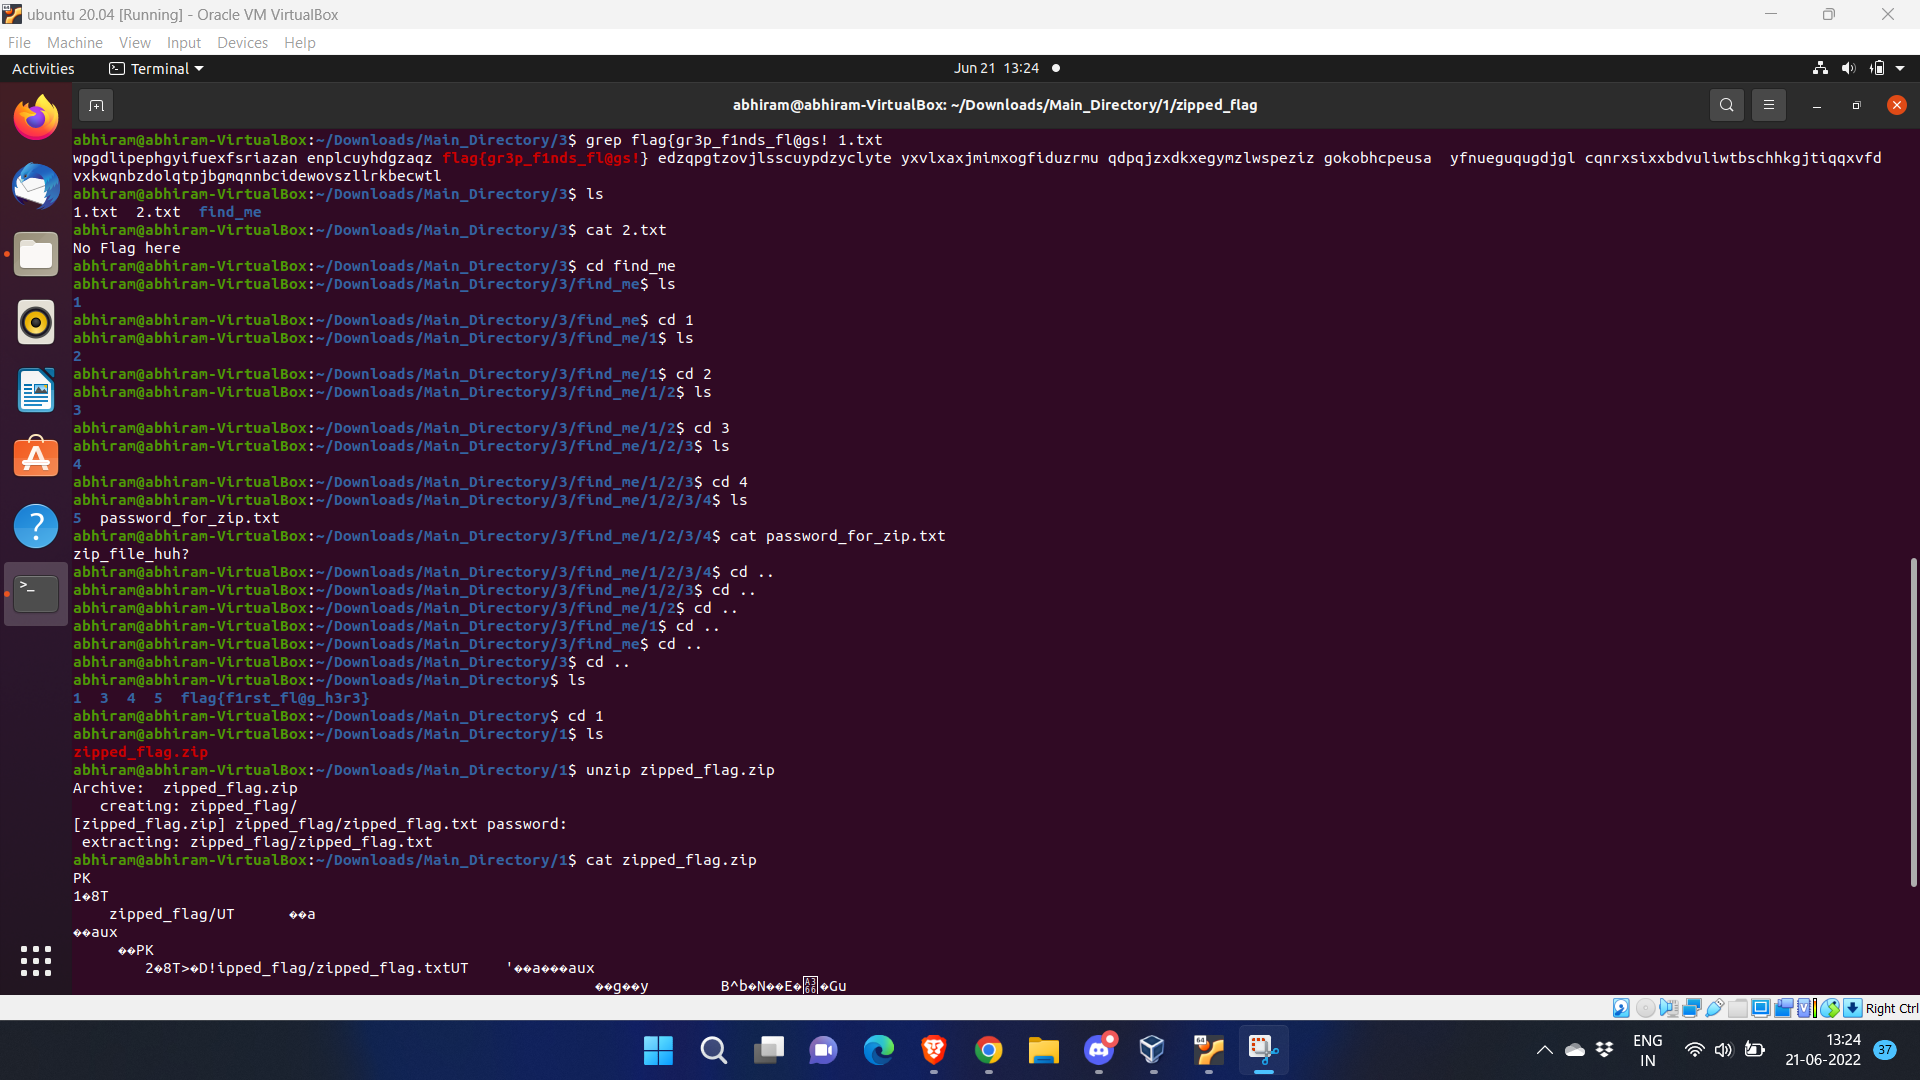 ubuntu 20.04 [Running] - Oracle VM VirtualBox
File Machine View Input Devices Help
Activities Terminal Jun 21 13:24
abhiram@abhiram-VirtualBox: ~/Downloads/Main_Directory/1/zipped_flag
abhiram@abhiram-VirtualBox:~/Downloads/Main_Directory/3$ grep flag{gr3p_f1nds_fl@gs! 1.txt
wpgdlipephgyifuexfsriazan enplcuyhdgzaqz flag{gr3p_f1nds_fl@gs!} edzqpgtzovjlsscuypdzyclyte yxvlxaxjmimxogfiduzrmu qdpqjzxdkxegymzlwspeziz gokobhcpeusa  yfnueguqugdjgl cqnrxsixxbdvuliwtbschhkgjtiqqxvfd
vxkwqnbzdolqtpjbgmqnnbcidewovszllrkbecwtl
abhiram@abhiram-VirtualBox:~/Downloads/Main_Directory/3$ ls
1.txt  2.txt  find_me
abhiram@abhiram-VirtualBox:~/Downloads/Main_Directory/3$ cat 2.txt
No Flag here
abhiram@abhiram-VirtualBox:~/Downloads/Main_Directory/3$ cd find_me
abhiram@abhiram-VirtualBox:~/Downloads/Main_Directory/3/find_me$ ls
1
abhiram@abhiram-VirtualBox:~/Downloads/Main_Directory/3/find_me$ cd 1
abhiram@abhiram-VirtualBox:~/Downloads/Main_Directory/3/find_me/1$ ls
2
abhiram@abhiram-VirtualBox:~/Downloads/Main_Directory/3/find_me/1$ cd 2
abhiram@abhiram-VirtualBox:~/Downloads/Main_Directory/3/find_me/1/2$ ls
3
abhiram@abhiram-VirtualBox:~/Downloads/Main_Directory/3/find_me/1/2$ cd 3
abhiram@abhiram-VirtualBox:~/Downloads/Main_Directory/3/find_me/1/2/3$ ls
4
abhiram@abhiram-VirtualBox:~/Downloads/Main_Directory/3/find_me/1/2/3$ cd 4
abhiram@abhiram-VirtualBox:~/Downloads/Main_Directory/3/find_me/1/2/3/4$ ls
5  password_for_zip.txt
abhiram@abhiram-VirtualBox:~/Downloads/Main_Directory/3/find_me/1/2/3/4$ cat password_for_zip.txt
zip_file_huh?
abhiram@abhiram-VirtualBox:~/Downloads/Main_Directory/3/find_me/1/2/3/4$ cd ..
abhiram@abhiram-VirtualBox:~/Downloads/Main_Directory/3/find_me/1/2/3$ cd ..
abhiram@abhiram-VirtualBox:~/Downloads/Main_Directory/3/find_me/1/2$ cd ..
abhiram@abhiram-VirtualBox:~/Downloads/Main_Directory/3/find_me/1$ cd ..
abhiram@abhiram-VirtualBox:~/Downloads/Main_Directory/3/find_me$ cd ..
abhiram@abhiram-VirtualBox:~/Downloads/Main_Directory/3$ cd ..
abhiram@abhiram-VirtualBox:~/Downloads/Main_Directory$ ls
1  3  4  5  flag{f1rst_fl@g_h3r3}
abhiram@abhiram-VirtualBox:~/Downloads/Main_Directory$ cd 1
abhiram@abhiram-VirtualBox:~/Downloads/Main_Directory/1$ ls
zipped_flag.zip
abhiram@abhiram-VirtualBox:~/Downloads/Main_Directory/1$ unzip zipped_flag.zip
Archive:  zipped_flag.zip
   creating: zipped_flag/
[zipped_flag.zip] zipped_flag/zipped_flag.txt password:
 extracting: zipped_flag/zipped_flag.txt
abhiram@abhiram-VirtualBox:~/Downloads/Main_Directory/1$ cat zipped_flag.zip
PK
1�8T
    zipped_flag/UT      ��a
��aux
     ��PK
        2�8T>�D!ipped_flag/zipped_flag.txtUT    '��a���aux
                                                          ��g��y        B^b�N��E��Gu
Right Ctrl
ENG
IN
13:24
21-06-2022
37